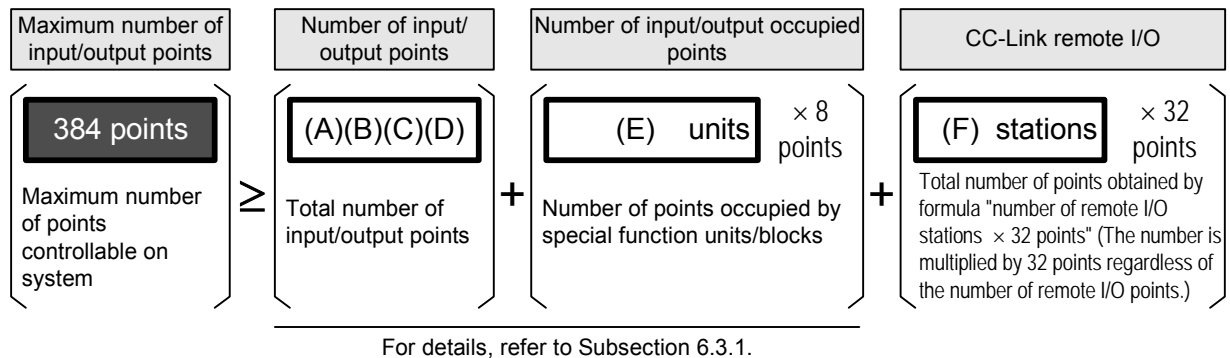 Maximum number of
input/output points
Number of input/
output points
Number of input/output occupied
points
CC-Link remote I/O
384 points
Maximum number
of points
controllable on
system
≥
(A)(B)(C)(D)
Total number of
input/output points
+
(E) units
× 8
points
Number of points occupied by
special function units/blocks
+
(F) stations
× 32
points
Total number of points obtained by
formula "number of remote I/O
stations × 32 points" (The number is
multiplied by 32 points regardless of
the number of remote I/O points.)
For details, refer to Subsection 6.3.1.